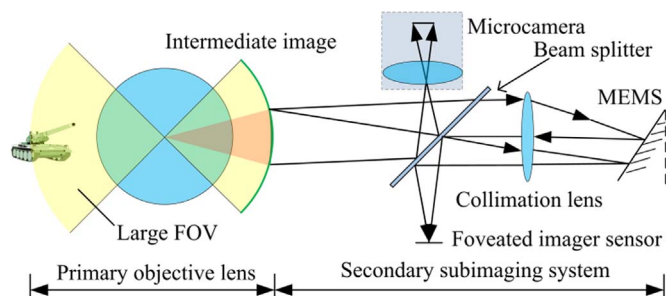 Microcamera
Intermediate image
Beam splitter
MEMS
Collimation lens
Large FOV
Foveated imager sensor
Primary objective lens
Secondary subimaging system